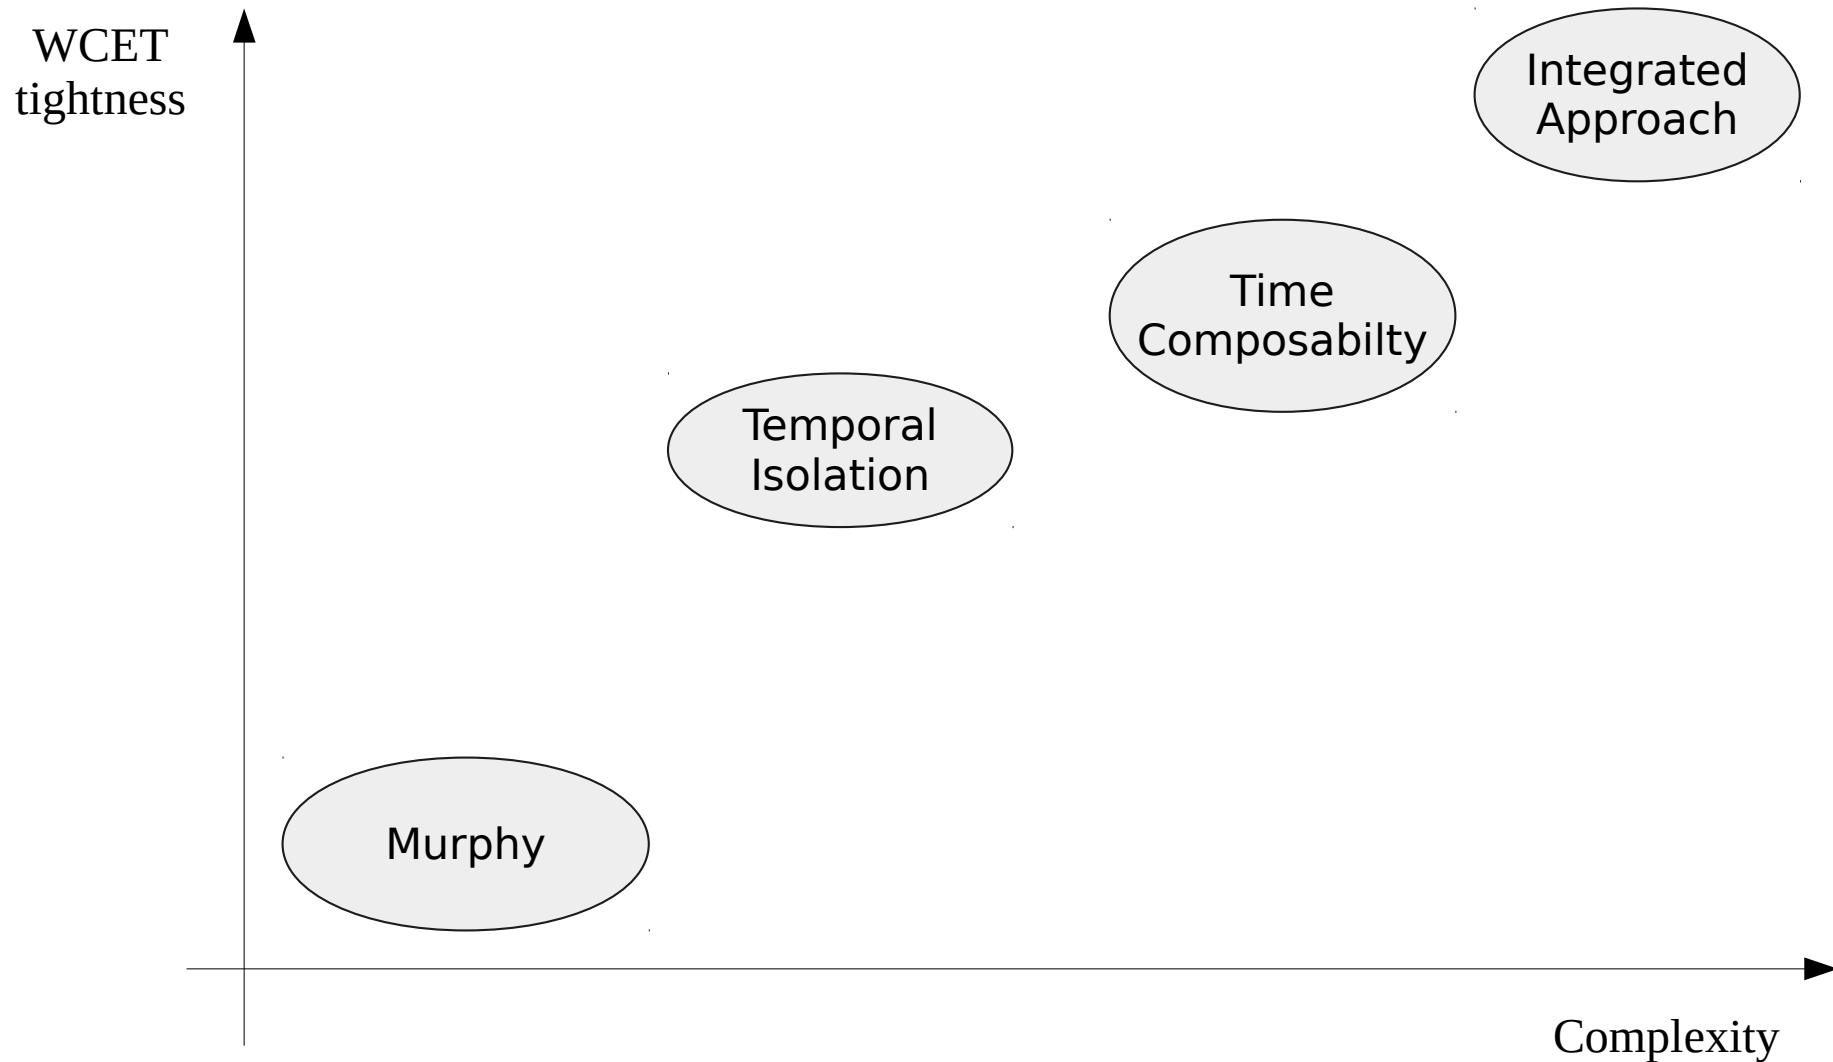 WCET
tightness
Integrated
Approach
Time
Composabilty
Temporal
Isolation
Murphy
Complexity